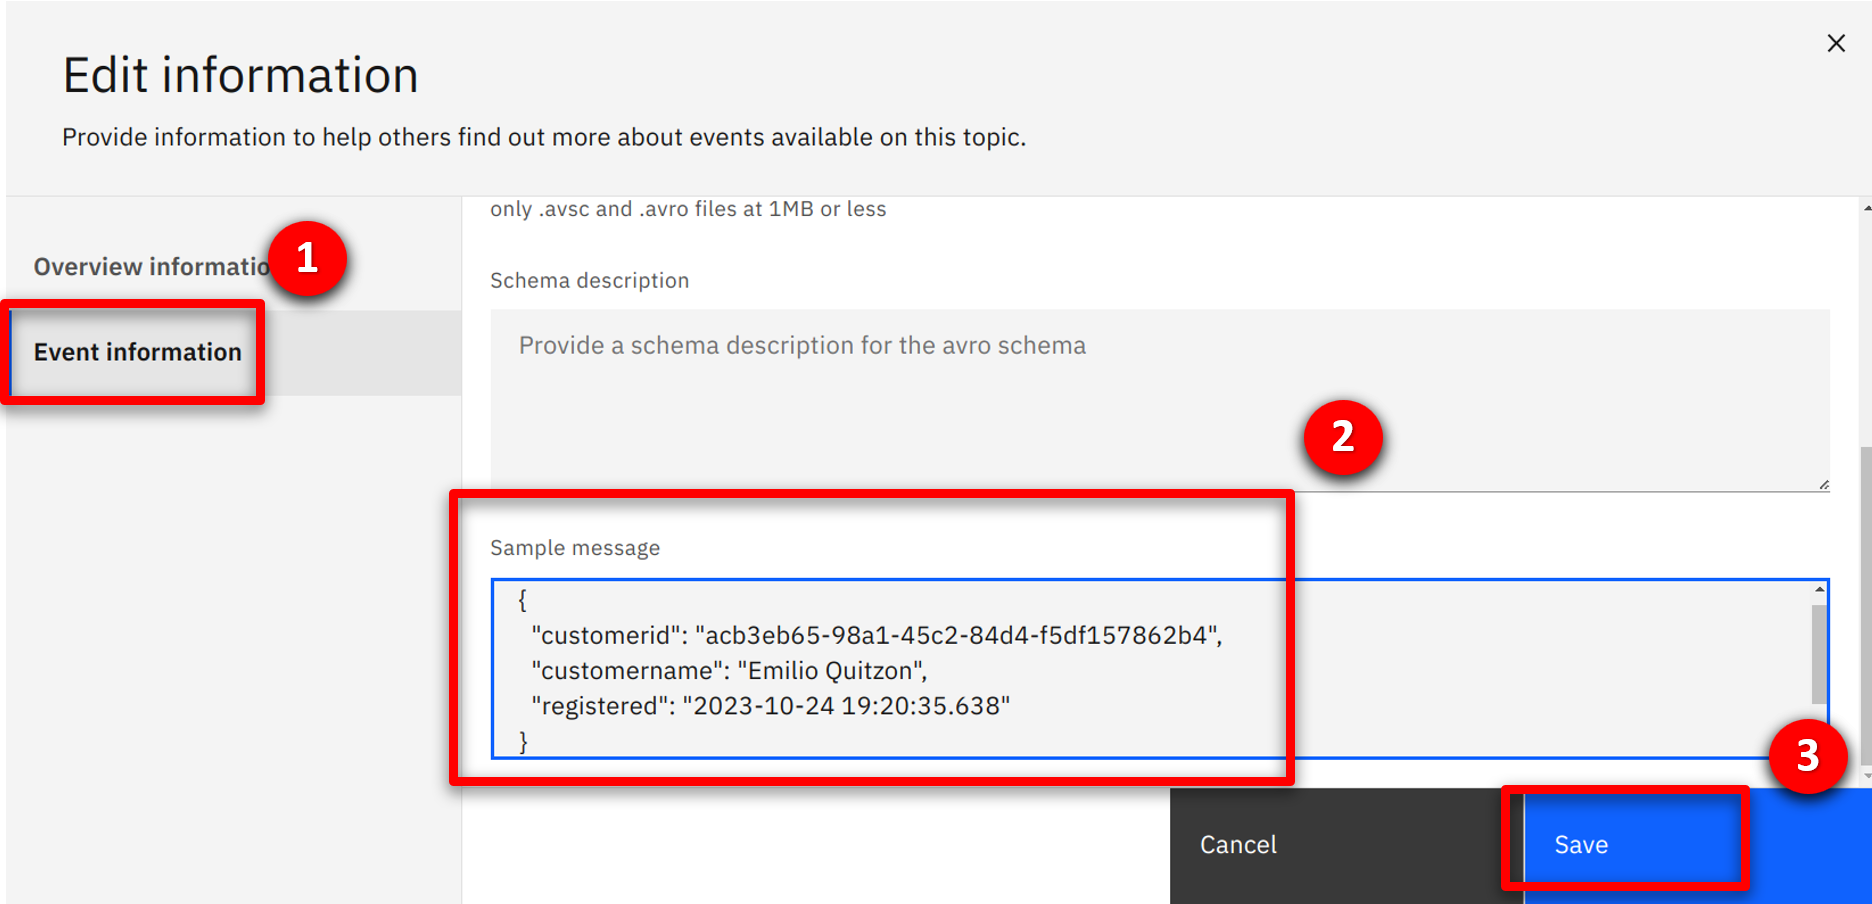 Edit information
Provide information to help others find out more about events available on this topic.
only .avsc and .avro files at 1MB or less
Overview informatio
1
Schema description
Event information
Provide a schema description for the avro schema
2
Sample message
{
"customerid": "acb3eb65-98a1-45c2-84d4-f5df157862b4",
"customername": "Emilio Quitzon",
"registered": "2023-10-24 19:20:35.638"
}
3
Cancel
Save